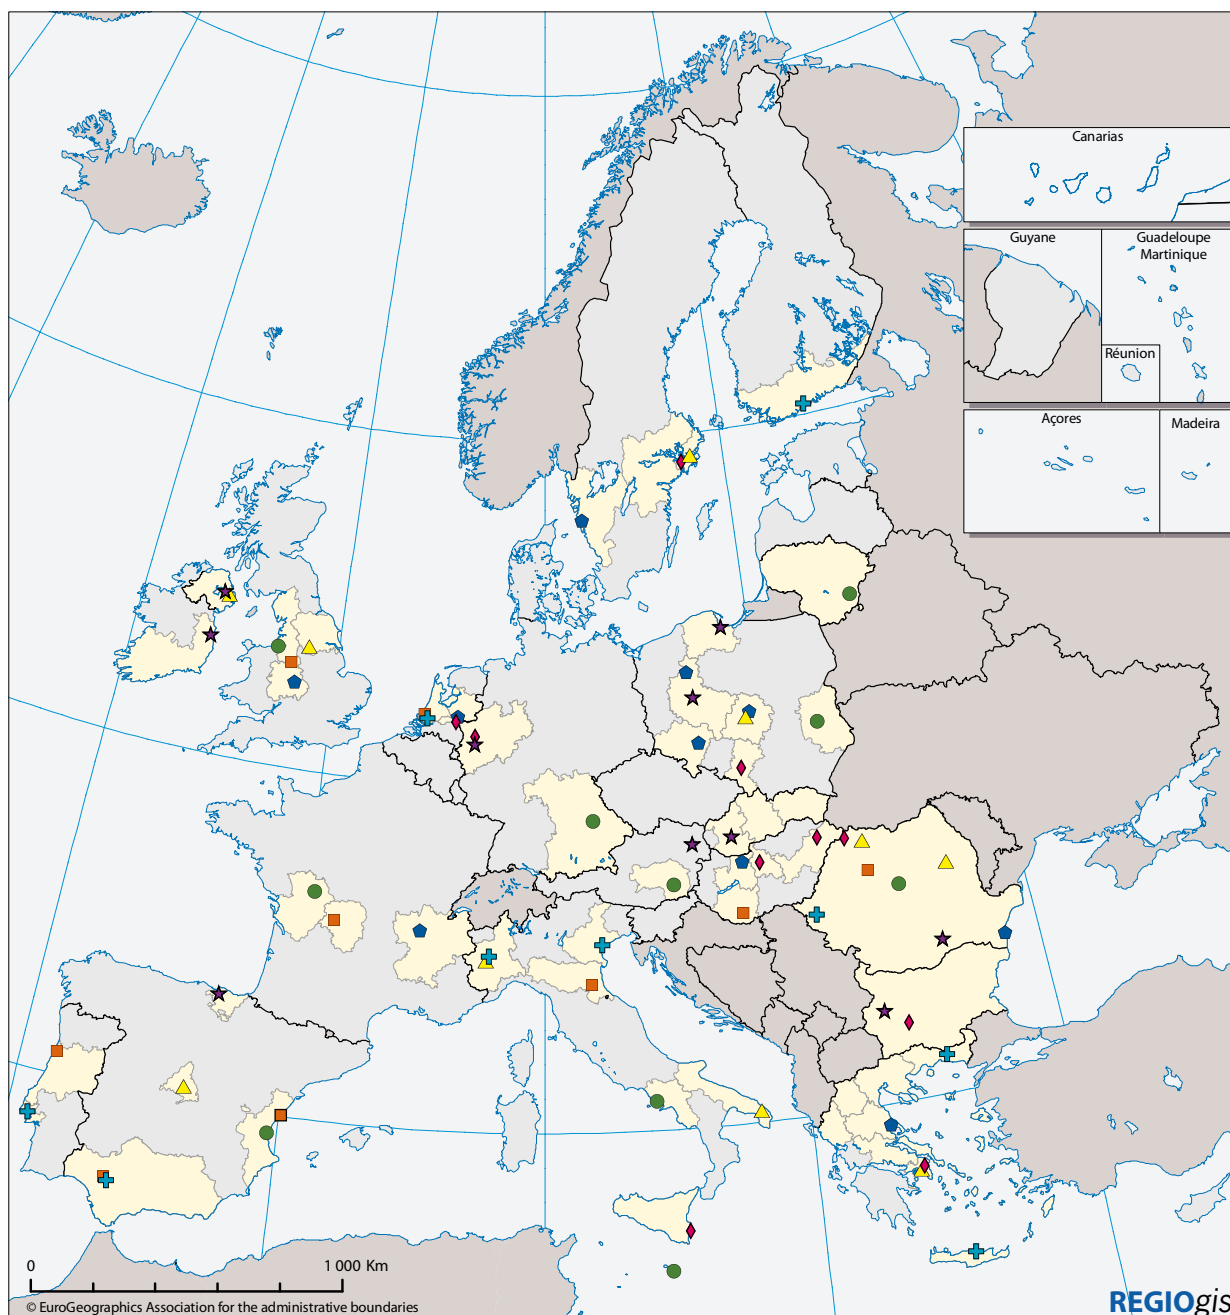 Canarias
Guyane
Guadeloupe
Martinique
Réunion
Açores
Madeira
0
1 000 Km
© EuroGeographics Association for the administrative boundaries
REGIOgis